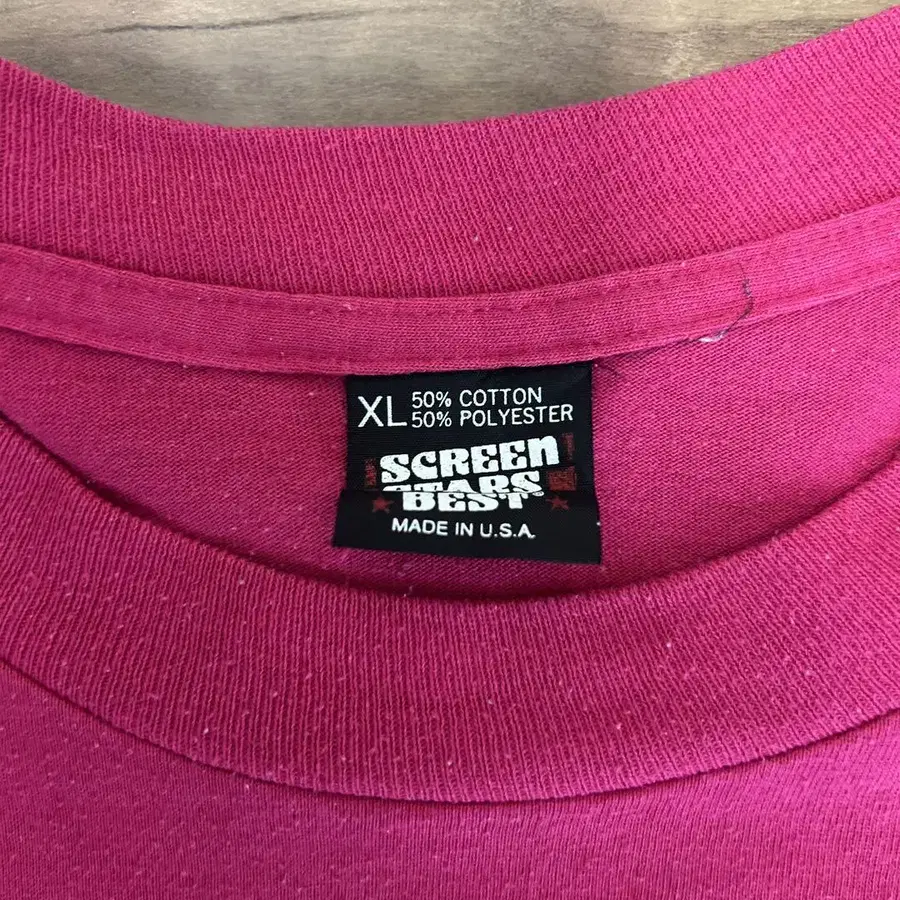 XL 50% COTTON
50% POLYESTER
SCREEN
STARS
BEST®
MADE IN U.S.A.